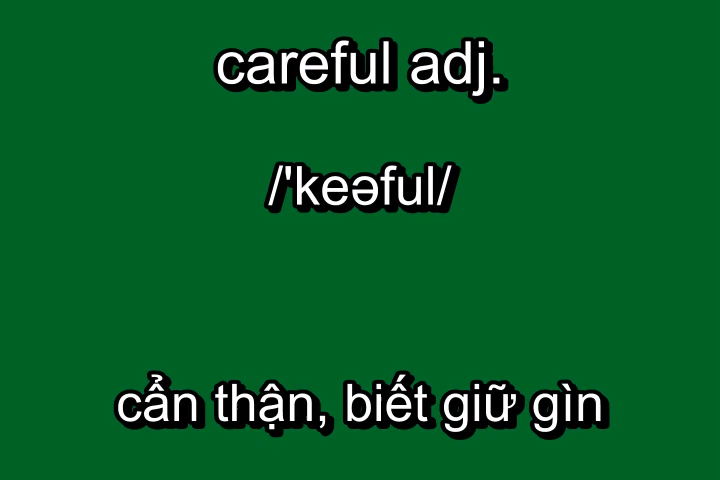 careful adj.
/'keəful/
cẩn thận, biết giữ gìn